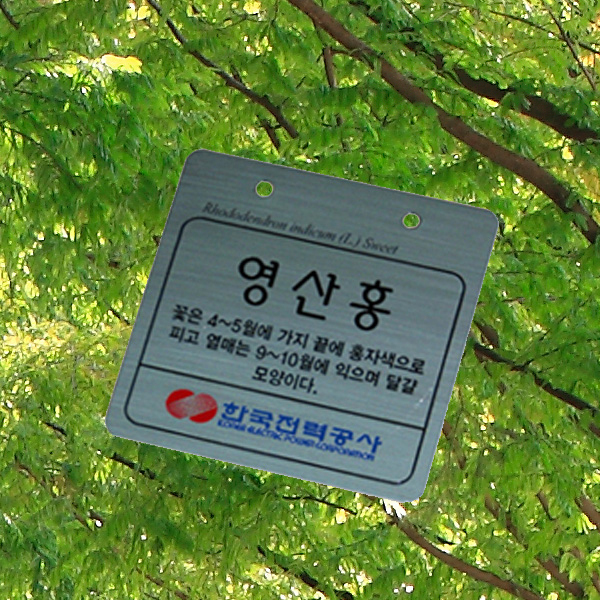 Rhododendron indicum (L.) Sweet
영산홍
꽃은 4~5월에 가지 끝에 홍자색으로
피고 열매는 9~10월에 익으며 달걀
모양이다.
한국전력공사
KOREA ELECTRIC POWER CORPORATION